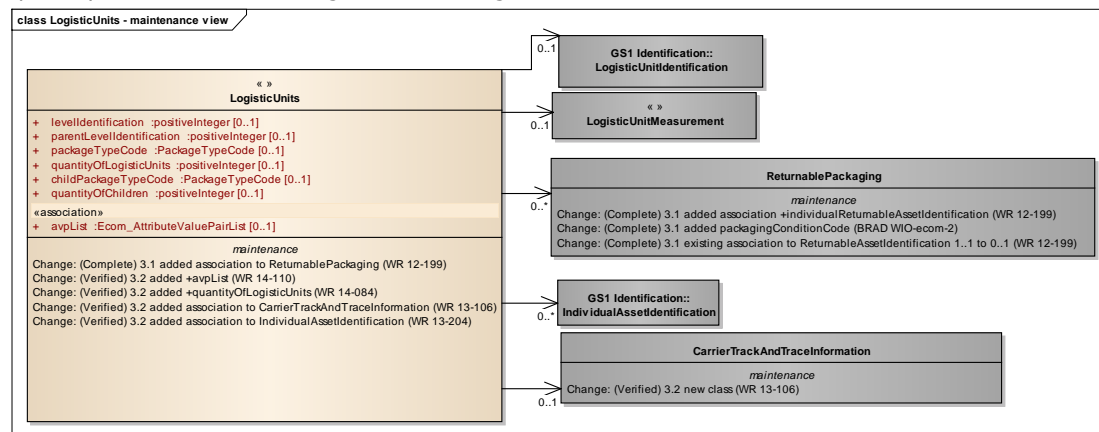 class LogisticUnits - maintenance view
« »
LogisticUnits
+ levelIdentification :positiveInteger [0..1]
+ parentLevelIdentification :positiveInteger [0..1]
+ packageTypeCode :PackageTypeCode [0..1]
+ quantityOfLogisticUnits :positiveInteger [0..1]
+ childPackageTypeCode :PackageTypeCode [0..1]
+ quantityOfChildren :positiveInteger [0..1]
«association»
+ avpList :Ecom_AttributeValuePairList [0..1]
maintenance
Change: (Complete) 3.1 added association to ReturnablePackaging (WR 12-199)
Change: (Verified) 3.2 added +avpList (WR 14-110)
Change: (Verified) 3.2 added +quantityOfLogisticUnits (WR 14-084)
Change: (Verified) 3.2 added association to CarrierTrackAndTraceInformation (WR 13-106)
Change: (Verified) 3.2 added association to IndividualAssetIdentification (WR 13-204)
0..1
GS1 Identification::
LogisticUnitIdentification
0..1
« »
LogisticUnitMeasurement
0..*
ReturnablePackaging
maintenance
Change: (Complete) 3.1 added association +individualReturnableAssetIdentification (WR 12-199)
Change: (Complete) 3.1 added packagingConditionCode (BRAD WIO-ecom-2)
Change: (Complete) 3.1 existing association to ReturnableAssetIdentification 1..1 to 0..1 (WR 12-199)
0..*
GS1 Identification::
IndividualAssetIdentification
0..1
CarrierTrackAndTraceInformation
maintenance
Change: (Verified) 3.2 new class (WR 13-106)